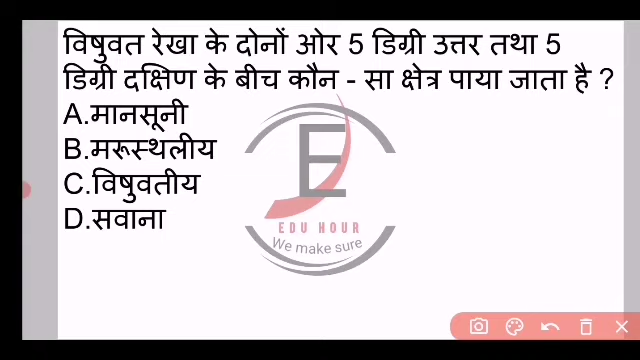 विषुवत रेखा के दोनों ओर 5 डिग्री उत्तर तथा 5
डिग्री दक्षिण के बीच कौन - सा क्षेत्र पाया जाता है ?
A.मानसूनी
B.मरूस्थलीय
C.विषुवतीय
D.सवाना
E
EDU HOUR
We make sure